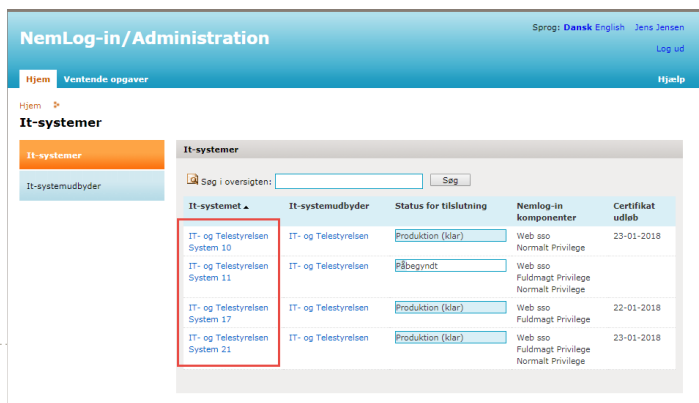 Sprog: Dansk English Jens Jensen
NemLog-in/Administration
Log ud
Hjem Ventende opgaver Hjælp
Hjem
It-systemer
It-systemer
It-systemudbyder
It-systemer
Søg i oversigten: Søg
It-systemet It-systemudbyder Status for tilslutning Nemlog-in komponenter Certifikat udløb
IT- og Telestyrelsen IT- og Telestyrelsen Produktion (klar) Web sso 23-01-2018
System 10 Normalt Privilege
IT- og Telestyrelsen IT- og Telestyrelsen Påbegyndt Web sso
System 11 Fuldmagt Privilege
Normalt Privilege
IT- og Telestyrelsen IT- og Telestyrelsen Produktion (klar) Web sso 22-01-2018
System 17 Fuldmagt Privilege
IT- og Telestyrelsen IT- og Telestyrelsen Produktion (klar) Web sso 23-01-2018
System 21 Fuldmagt Privilege
Normalt Privilege